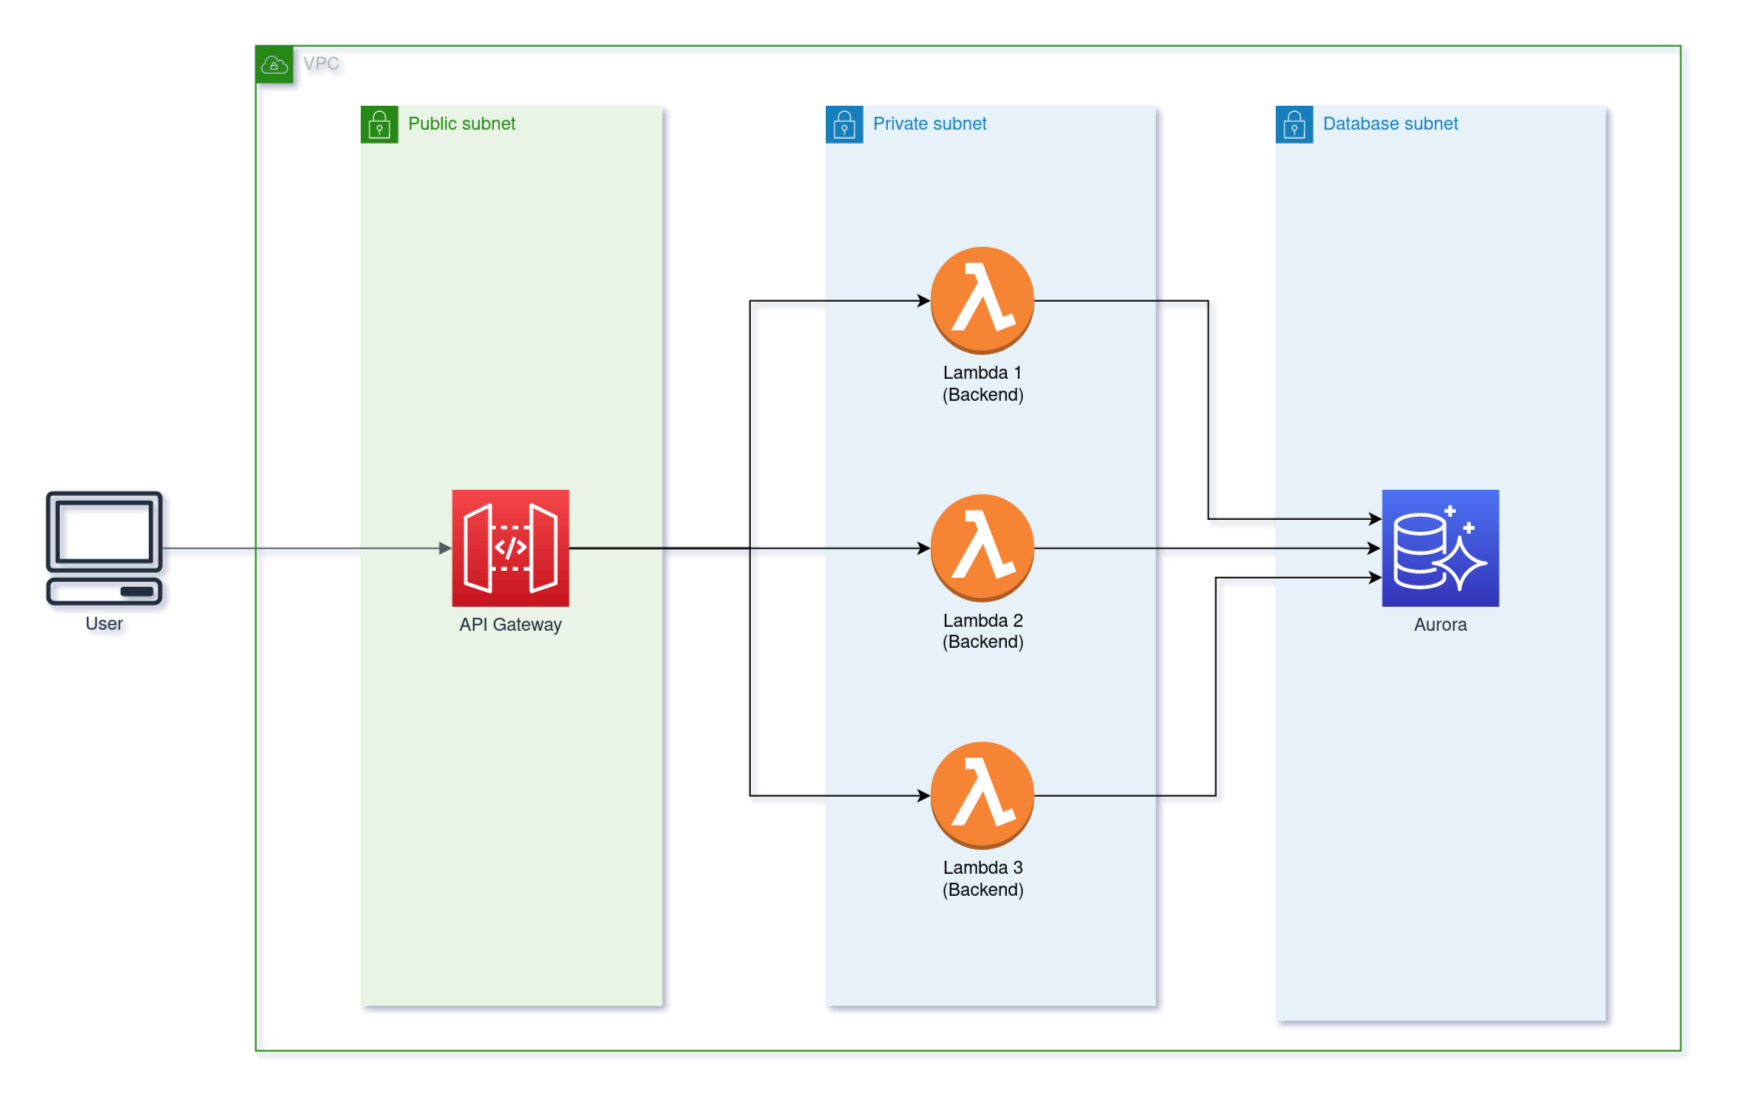 VPC
Public subnet
Private subnet
Database subnet
Lambda 1
(Backend)
User
</>
API Gateway
Lambda 2
(Backend)
Aurora
Lambda 3
(Backend)